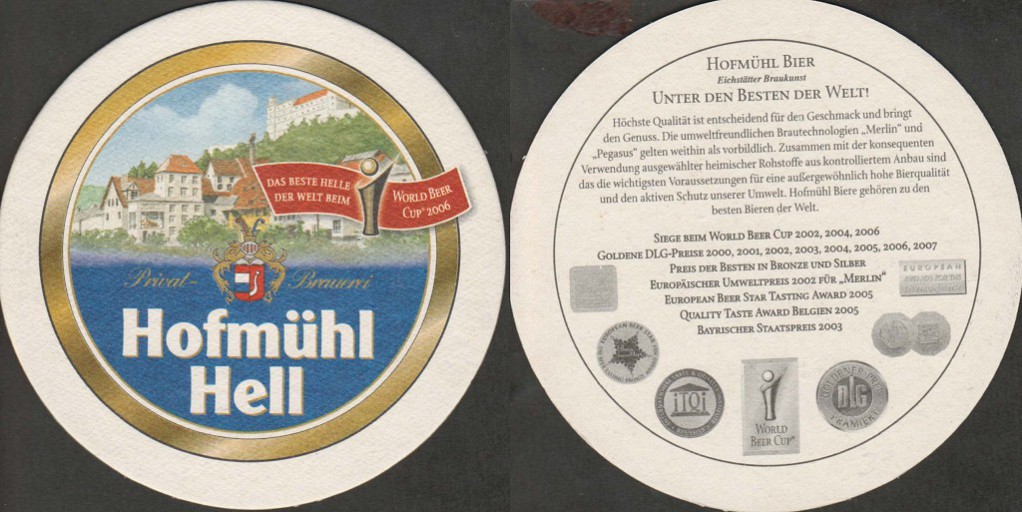 DAS BESTE HELLE
DER WELT BEIM
WORLD BEER
CUP® 2006
Privat- Brauerei
Hofmühl
Hell
HOFMÜHL BIER
Eichstätter Braukunst
UNTER DEN BESTEN DER WELT!
Höchste Qualität ist entscheidend für den Geschmack und bringt
den Genuss. Die umweltfreundlichen Brautechnologien „Merlin" und
„Pegasus" gelten weithin als vorbildlich. Zusammen mit der konsequenten
Verwendung ausgewählter heimischer Rohstoffe aus kontrolliertem Anbau sind
das die wichtigsten Voraussetzungen für eine außergewöhnlich hohe Bierqualität
und den aktiven Schutz unserer Umwelt. Hofmühl Biere gehören zu den
besten Bieren der Welt.
SIEGE BEIM WORLD BEER CUP 2002, 2004, 2006
GOLDENE DLG-PREISE 2000, 2001, 2002, 2003, 2004, 2005, 2006, 2007
PREIS DER BESTEN IN BRONZE UND SILBER
EUROPÄISCHER UMWELTPREIS 2002 FÜR „MERLIN"
EUROPEAN BEER STAR TASTING AWARD 2005
QUALITY TASTE AWARD BELGIEN 2005
BAYRISCHER STAATSPREIS 2003
EUROPEAN
EUROPEAN BEER STAR
iTQi
WORLD
BEER CUP®
GOLDENER PREIS
DLG
PRÄMIERT